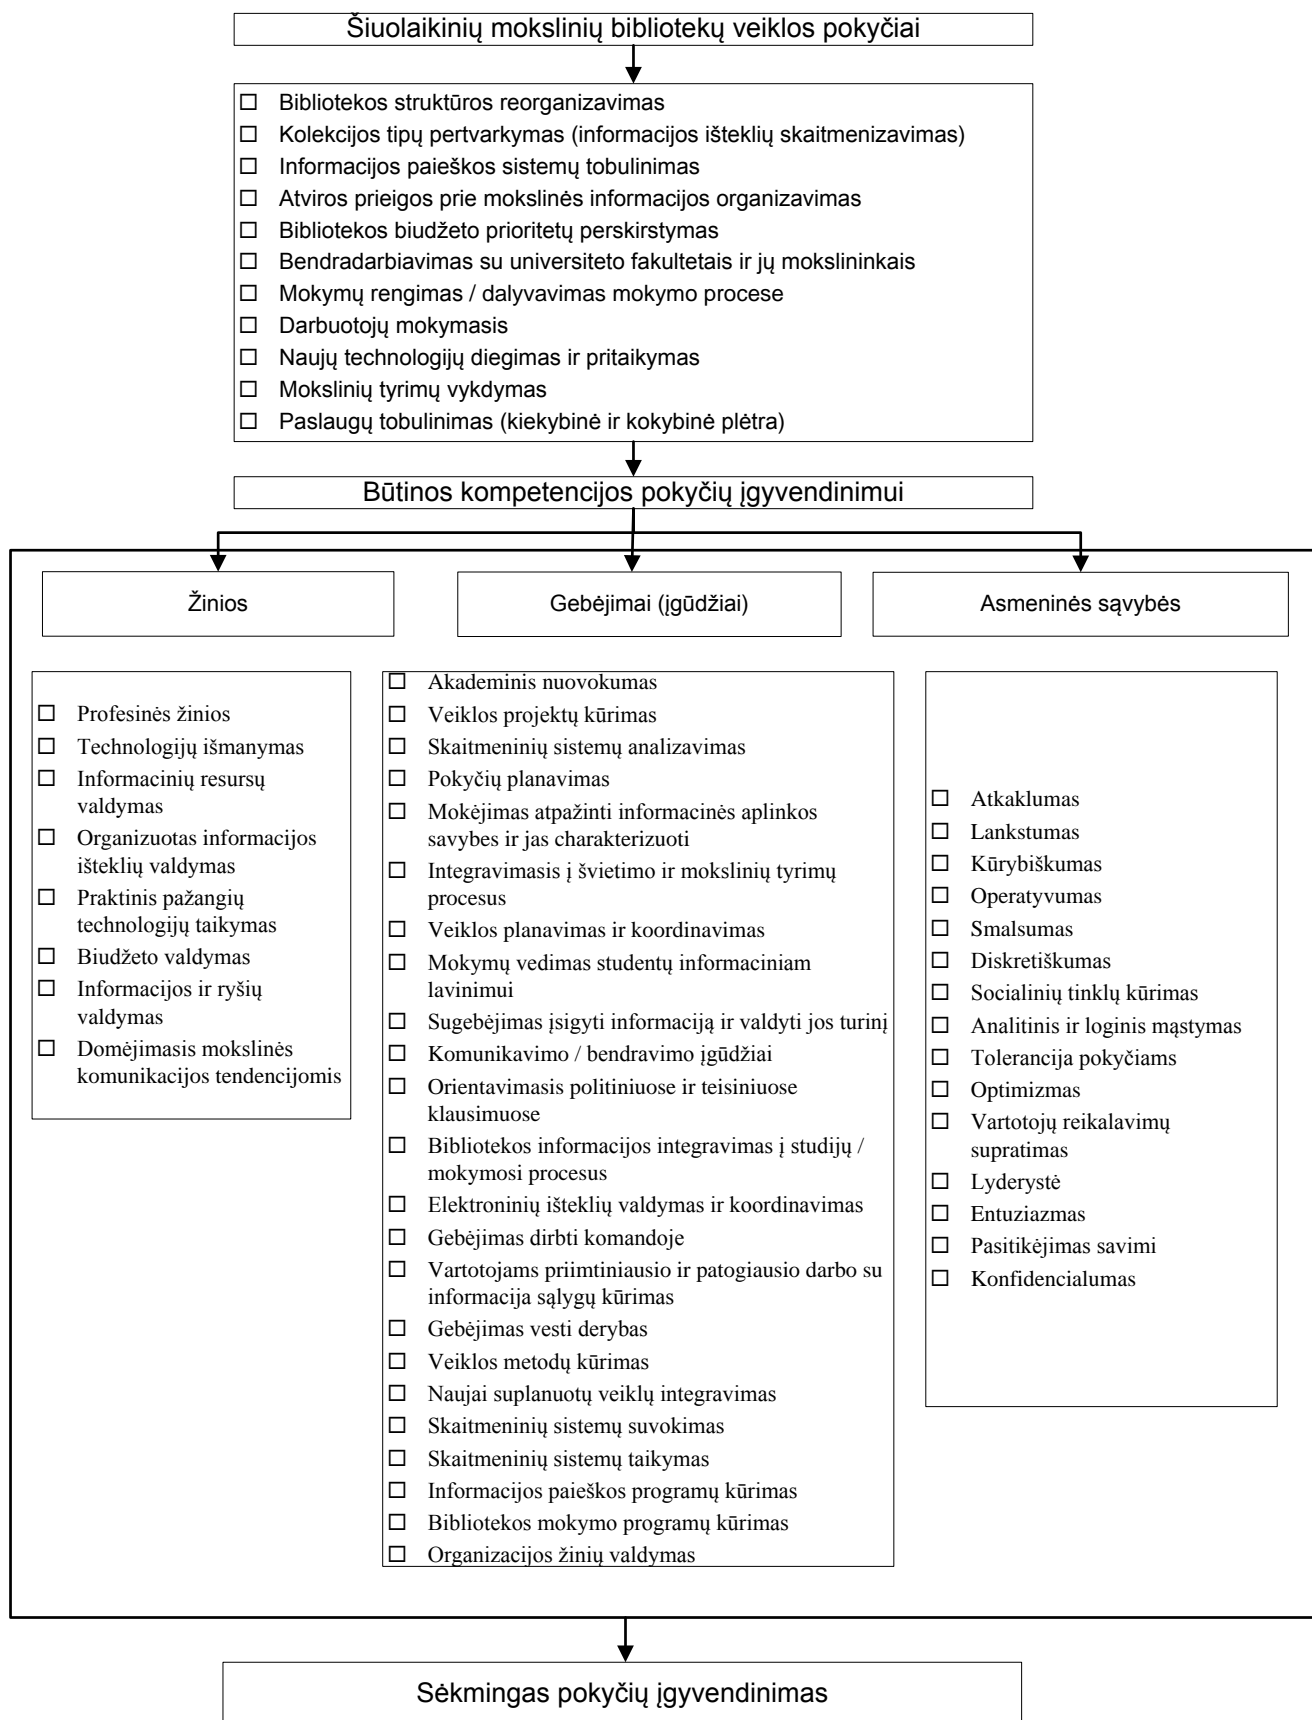 Šiuolaikinių mokslinių bibliotekų veiklos pokyčiai
☐ Bibliotekos struktūros reorganizavimas
☐ Kolekcijos tipų pertvarkymas (informacijos išteklių skaitmenizavimas)
☐ Informacijos paieškos sistemų tobulinimas
☐ Atviros prieigos prie mokslinės informacijos organizavimas
☐ Bibliotekos biudžeto prioritetų perskirstymas
☐ Bendradarbiavimas su universiteto fakultetais ir jų mokslininkais
☐ Mokymų rengimas / dalyvavimas mokymo procese
☐ Darbuotojų mokymasis
☐ Naujų technologijų diegimas ir pritaikymas
☐ Mokslinių tyrimų vykdymas
☐ Paslaugų tobulinimas (kiekybinė ir kokybinė plėtra)
Būtinos kompetencijos pokyčių įgyvendinimui
Žinios
☐ Profesinės žinios
☐ Technologijų išmanymas
☐ Informacinių resursų
valdymas
☐ Organizuotas informacijos
išteklių valdymas
☐ Praktinis pažangių
technologijų taikymas
☐ Biudžeto valdymas
☐ Informacijos ir ryšių
valdymas
☐ Domėjimasis mokslinės
komunikacijos tendencijomis
Gebėjimai (įgūdžiai)
☐ Akademinis nuovokumas
☐ Veiklos projektų kūrimas
☐ Skaitmeninių sistemų analizavimas
☐ Pokyčių planavimas
☐ Mokėjimas atpažinti informacinės aplinkos
savybes ir jas charakterizuoti
☐ Integravimasis į švietimo ir mokslinių tyrimų
procesus
☐ Veiklos planavimas ir koordinavimas
☐ Mokymų vedimas studentų informaciniam
lavinimui
☐ Sugebėjimas įsigyti informaciją ir valdyti jos turinį
☐ Komunikavimo / bendravimo įgūdžiai
☐ Orientavimasis politiniuose ir teisiniuose
klausimuose
☐ Bibliotekos informacijos integravimas į studijų /
mokymosi procesus
☐ Elektroninių išteklių valdymas ir koordinavimas
☐ Gebėjimas dirbti komandoje
☐ Vartotojams priimtiniausio ir patogiausio darbo su
informacija sąlygų kūrimas
☐ Gebėjimas vesti derybas
☐ Veiklos metodų kūrimas
☐ Naujai suplanuotų veiklų integravimas
☐ Skaitmeninių sistemų suvokimas
☐ Skaitmeninių sistemų taikymas
☐ Informacijos paieškos programų kūrimas
☐ Bibliotekos mokymo programų kūrimas
☐ Organizacijos žinių valdymas
Asmeninės sąvybės
☐ Atkaklumas
☐ Lankstumas
☐ Kūrybiškumas
☐ Operatyvumas
☐ Smalsumas
☐ Diskretiškumas
☐ Socialinių tinklų kūrimas
☐ Analitinis ir loginis mąstymas
☐ Tolerancija pokyčiams
☐ Optimizmas
☐ Vartotojų reikalavimų
supratimas
☐ Lyderystė
☐ Entuziazmas
☐ Pasitikėjimas savimi
☐ Konfidencialumas
Sėkmingas pokyčių įgyvendinimas